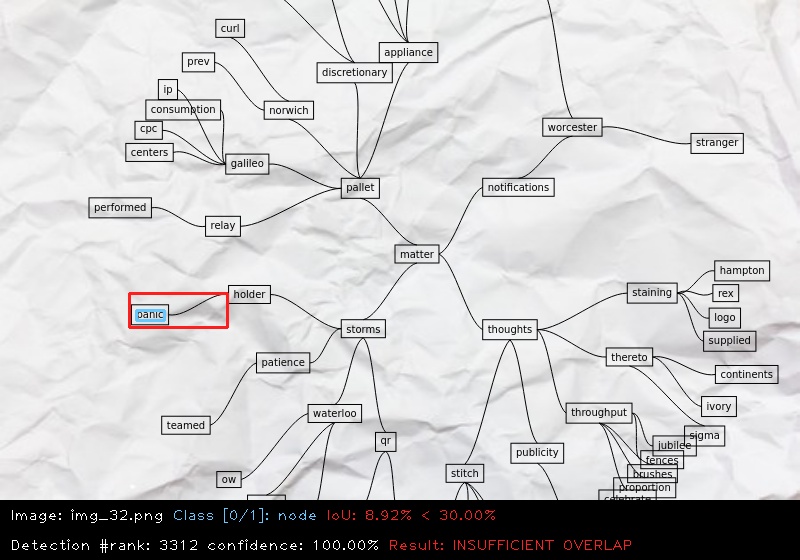 curl
appliance
prev
discretionary
ip
consumption
norwich
worcester
cpc
stranger
centers
galileo
pallet
notifications
performed
relay
matter
hampton
holder
staining
rex
panic
logo
storms
thoughts
supplied
patience
thereto
continents
ivory
waterloo
throughput
teamed
sigma
qr
jubilee
publicity
fences
stitch
brushes
ow
proportion
celebrate
Image: img_32.png Class [0/1]: node IoU: 8.92% < 30.00%
Detection #rank: 3312 confidence: 100.00% Result: INSUFFICIENT OVERLAP